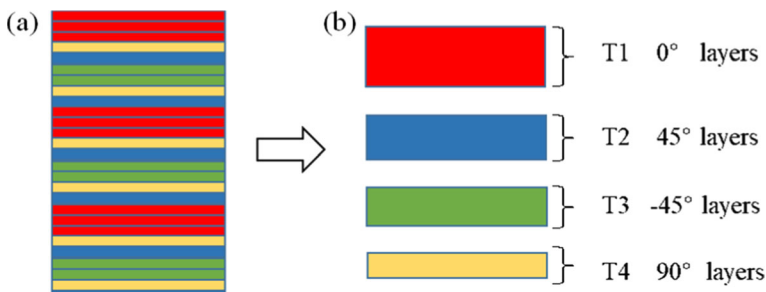 (a)
(b)
T1 0° layers
T2 45° layers
T3 -45° layers
T4 90° layers